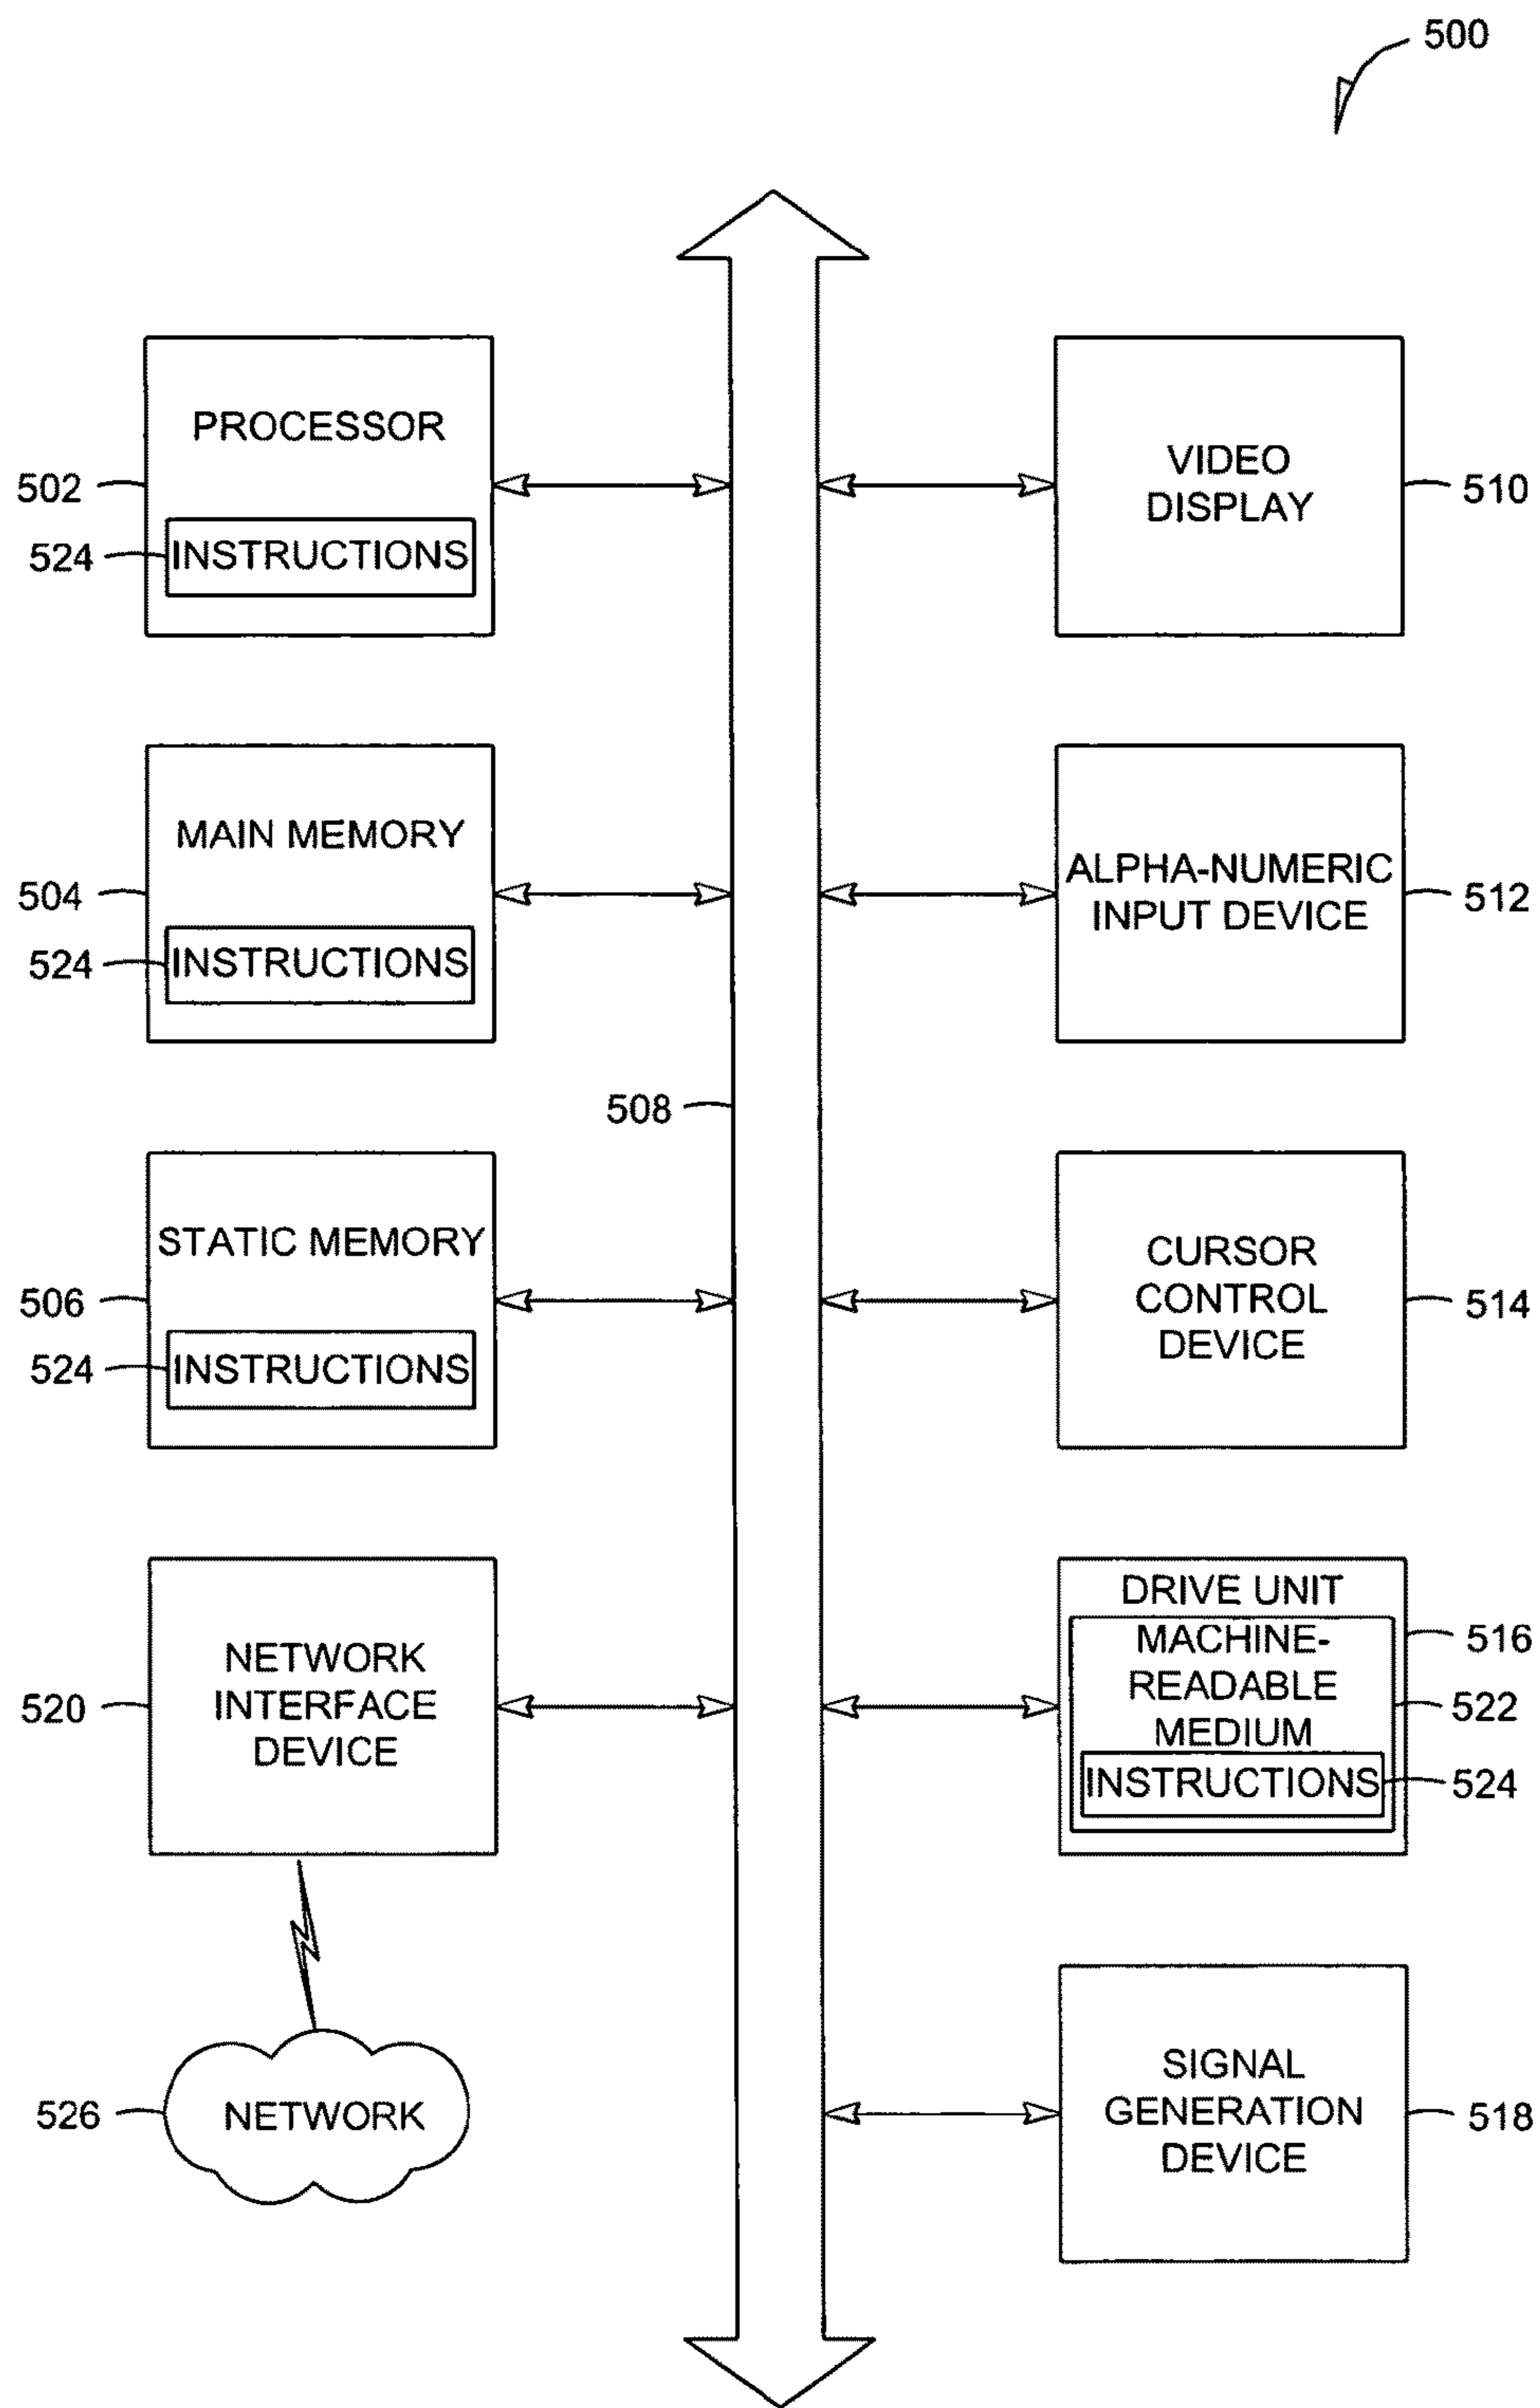 500
PROCESSOR
502
524
INSTRUCTIONS
VIDEO
DISPLAY
510
MAIN MEMORY
504
524
INSTRUCTIONS
ALPHA-NUMERIC
INPUT DEVICE
512
508
STATIC MEMORY
506
524
INSTRUCTIONS
CURSOR
CONTROL
DEVICE
514
NETWORK
INTERFACE
DEVICE
520
DRIVE UNIT
516
MACHINE-
READABLE
MEDIUM
522
INSTRUCTIONS
524
526
NETWORK
SIGNAL
GENERATION
DEVICE
518